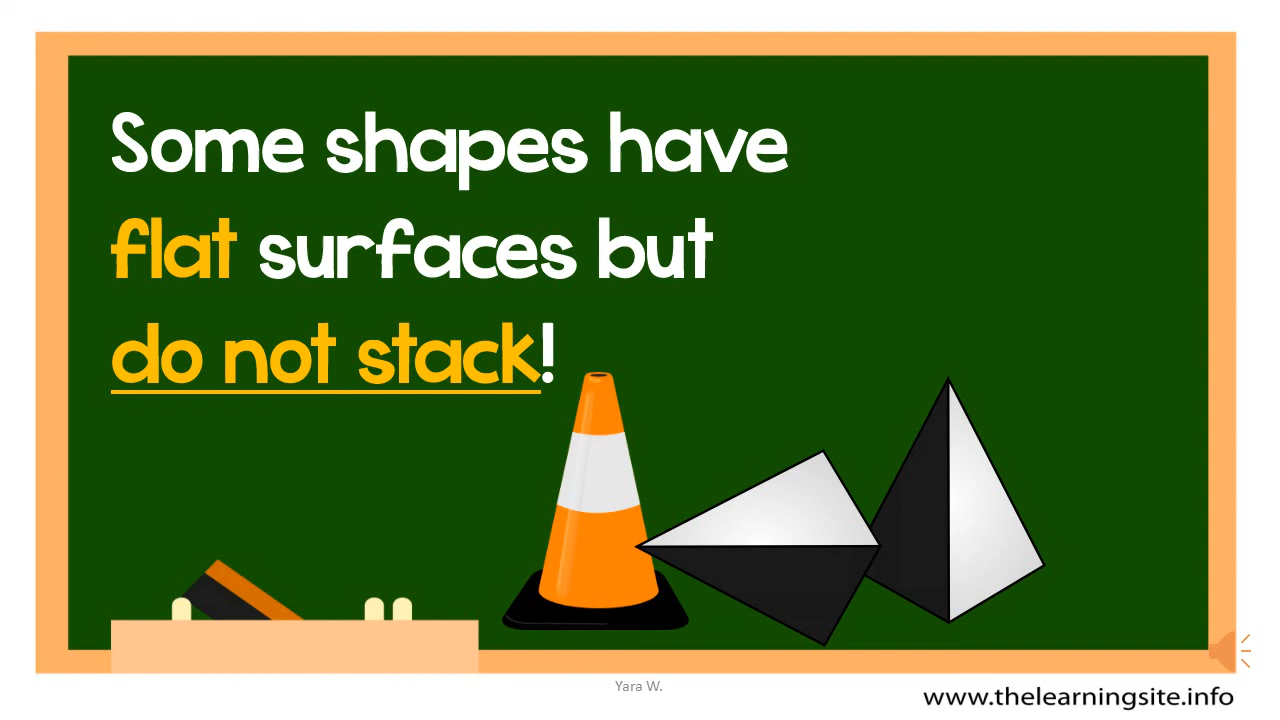 Some shapes have
flat surfaces but
do not stack!
Yara W.
www.thelearningsite.info